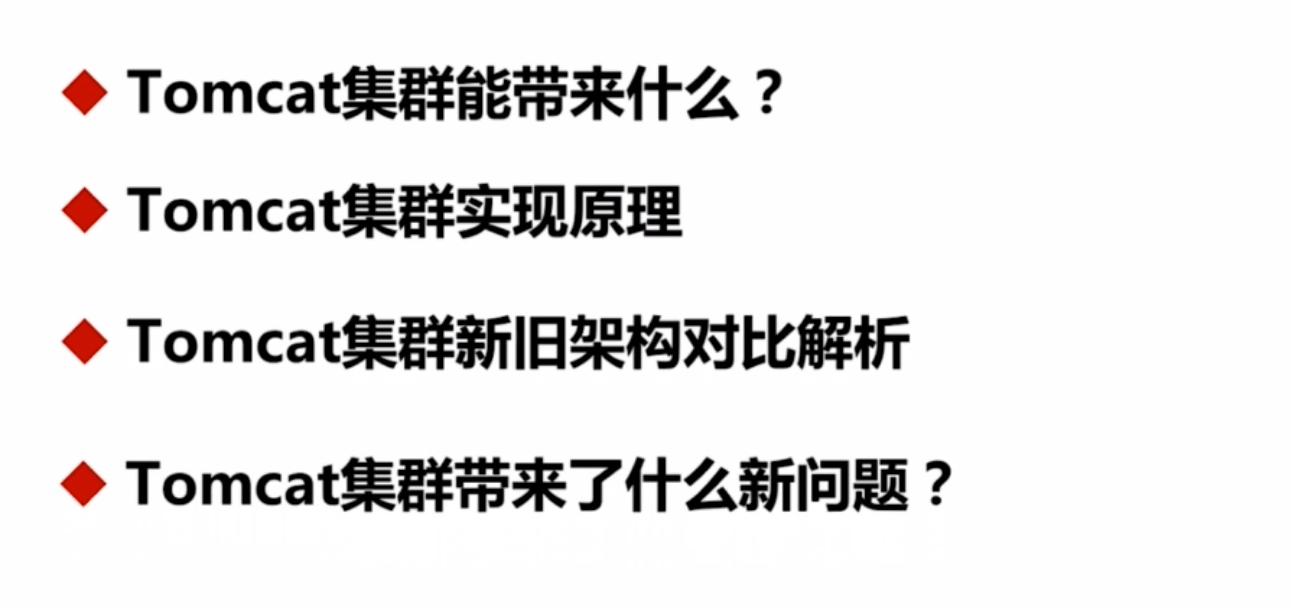 Tomcat集群能带来什么？
Tomcat集群实现原理
Tomcat集群新旧架构对比解析
Tomcat集群带来了什么新问题？